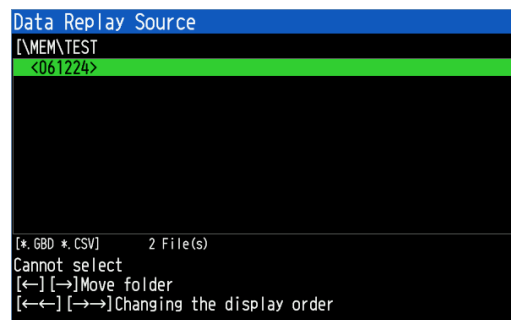 Data Replay Source
[\MEM\TEST
<061224>
[*.GBD *.CSV] 2 File(s)
Cannot select
[←][→]Move folder
[←←][→→]Changing the display order